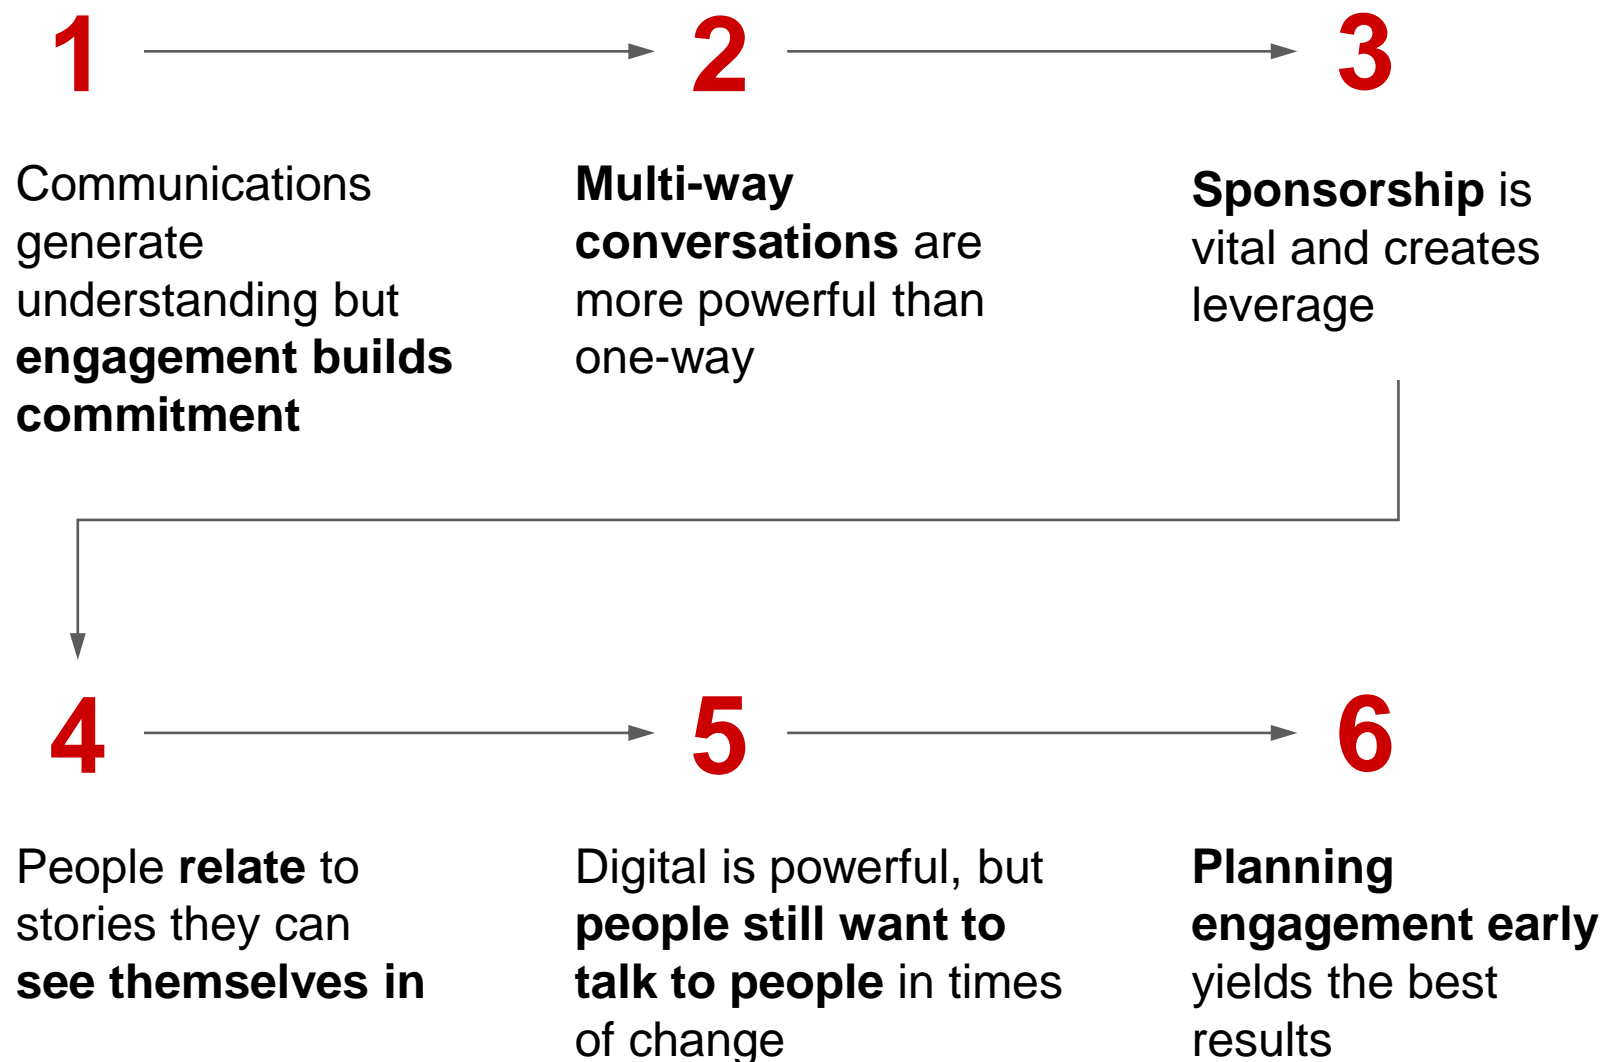 1
2
3
Communications
generate
understanding but
engagement builds
commitment
Multi-way
conversations are
more powerful than
one-way
Sponsorship is
vital and creates
leverage
4
5
6
People relate to
stories they can
see themselves in
Digital is powerful, but
people still want to
talk to people in times
of change
Planning
engagement early
yields the best
results